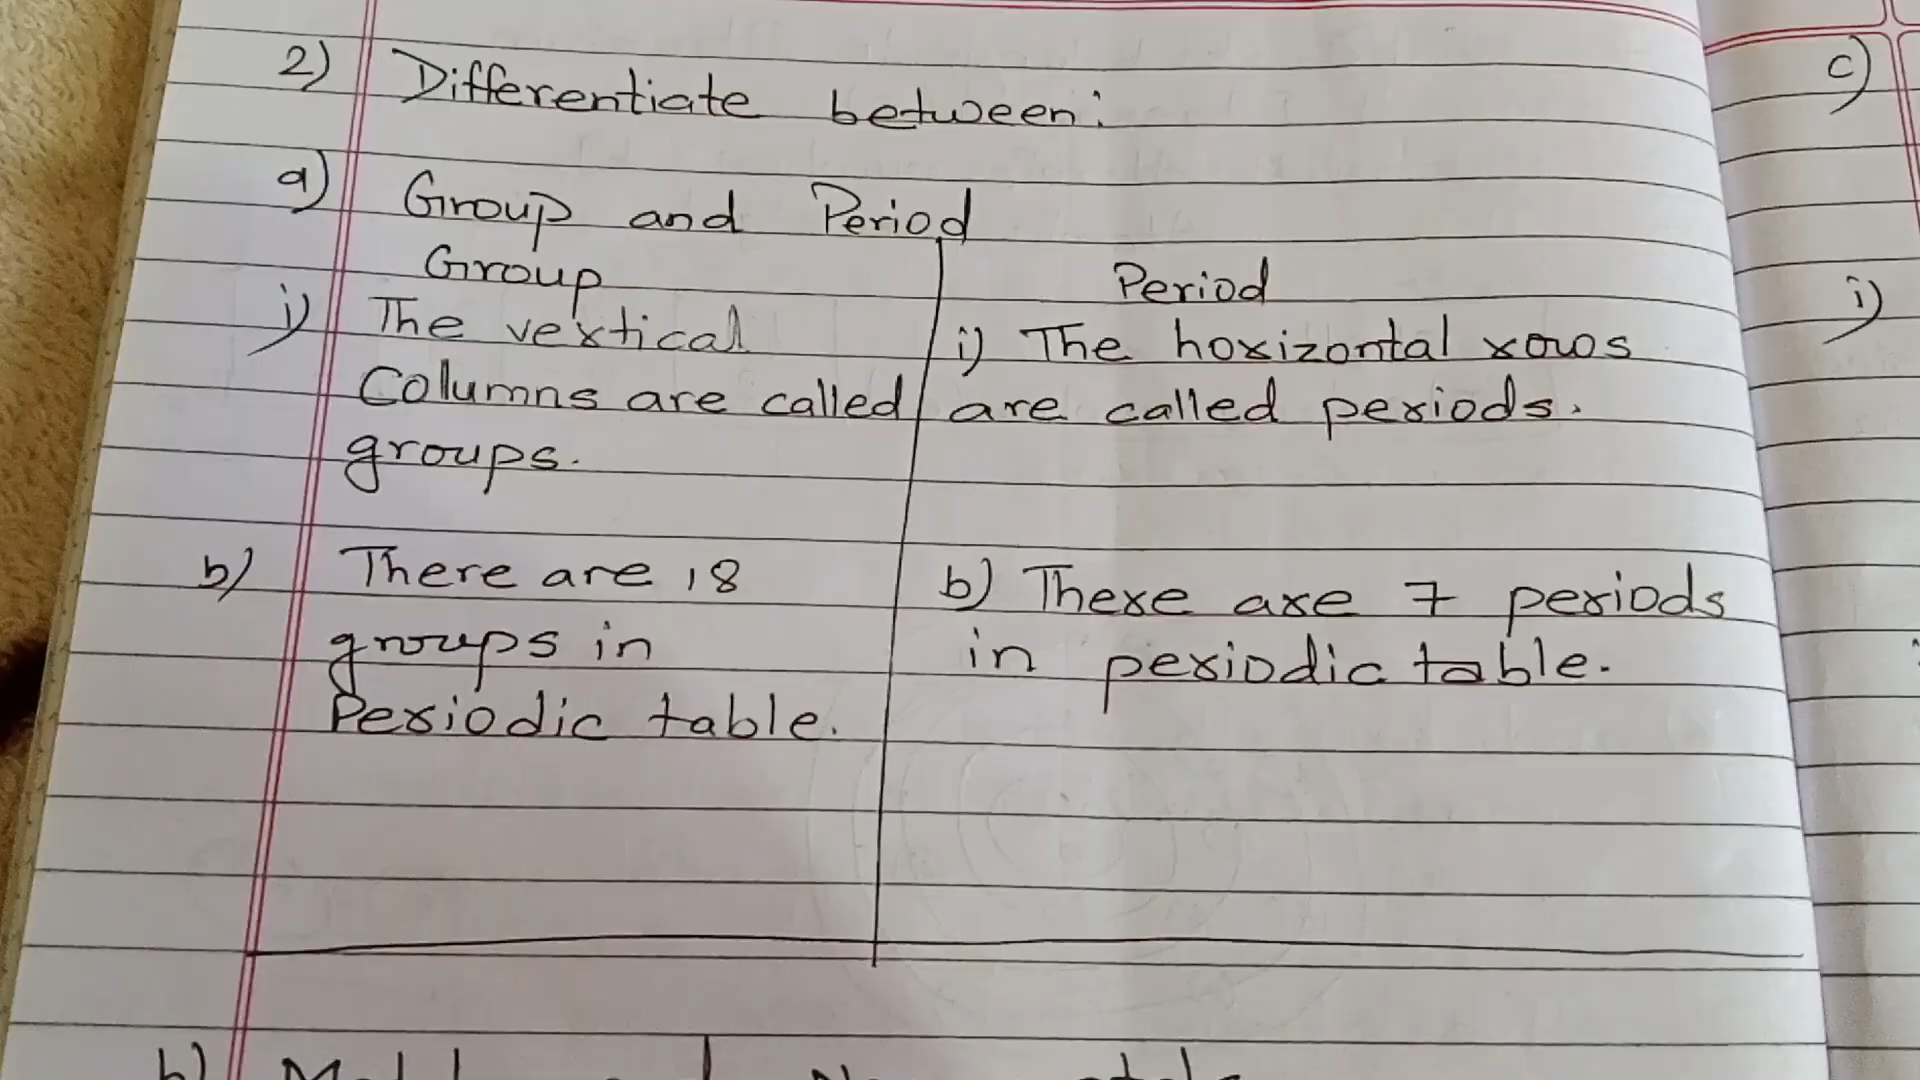 2) Differentiate between:
a) Group and Period
Group
i) The vertical
Columns are called
groups.
b) There are 18
groups in
Periodic table.
Period
i) The horizontal rows
are called periods.
b) There are 7 periods
in periodic table.
b)
c)
i)